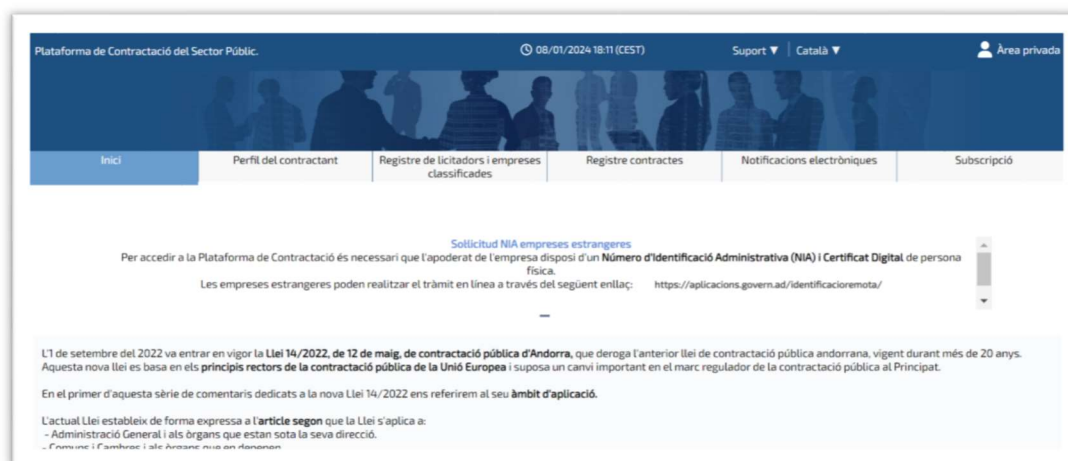 Plataforma de Contractació del Sector Públic.
08/01/2024 18:11 (CEST)
Suport ▼
Català ▼
Àrea privada
Inici
Perfil del contractant
Registre de licitadors i empreses
classificades
Registre contractes
Notificacions electròniques
Subscripció
Sol·licitud NIA empreses estrangeres
Per accedir a la Plataforma de Contractació és necessari que l'apoderat de l'empresa disposi d'un Número d'Identificació Administrativa (NIA) i Certificat Digital de persona
física.
Les empreses estrangeres poden realitzar el tràmit en línea a través del següent enllaç: https://aplicacions.govern.ad/identificacioremota/
L'1 de setembre del 2022 va entrar en vigor la Llei 14/2022, de 12 de maig, de contractació pública d'Andorra, que deroga l'anterior llei de contractació pública andorrana, vigent durant més de 20 anys.
Aquesta nova llei es basa en els principis rectors de la contractació pública de la Unió Europea i suposa un canvi important en el marc regulador de la contractació pública al Principat.
En el primer d'aquesta sèrie de comentaris dedicats a la nova Llei 14/2022 ens referirem al seu àmbit d'aplicació.
L'actual Llei estableix de forma expressa a l'article segon que la Llei s'aplica a:
- Administració General i als òrgans que estan sota la seva direcció.
- Comuns i Cambres i als òrgans que en depenen